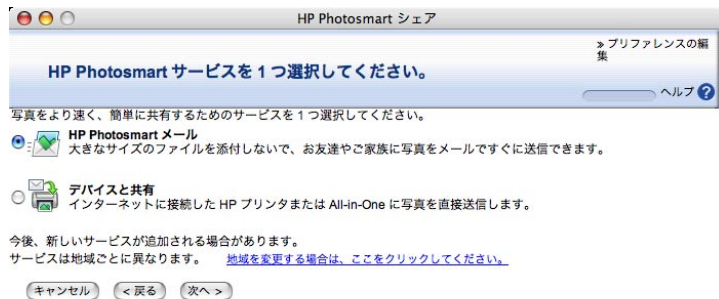 HP Photosmart シェア
» プリファレンスの編
集
HP Photosmart サービスを 1 つ選択してください。
ヘルプ ?
写真をより速く、簡単に共有するためのサービスを 1 つ選択してください。
HP Photosmart メール
大きなサイズのファイルを添付しないで、お友達やご家族に写真をメールですぐに送信できます。
デバイスと共有
インターネットに接続した HP プリンタまたは All-in-One に写真を直接送信します。
今後、新しいサービスが追加される場合があります。
サービスは地域ごとに異なります。 地域を変更する場合は、ここをクリックしてください。
キャンセル < 戻る 次へ >